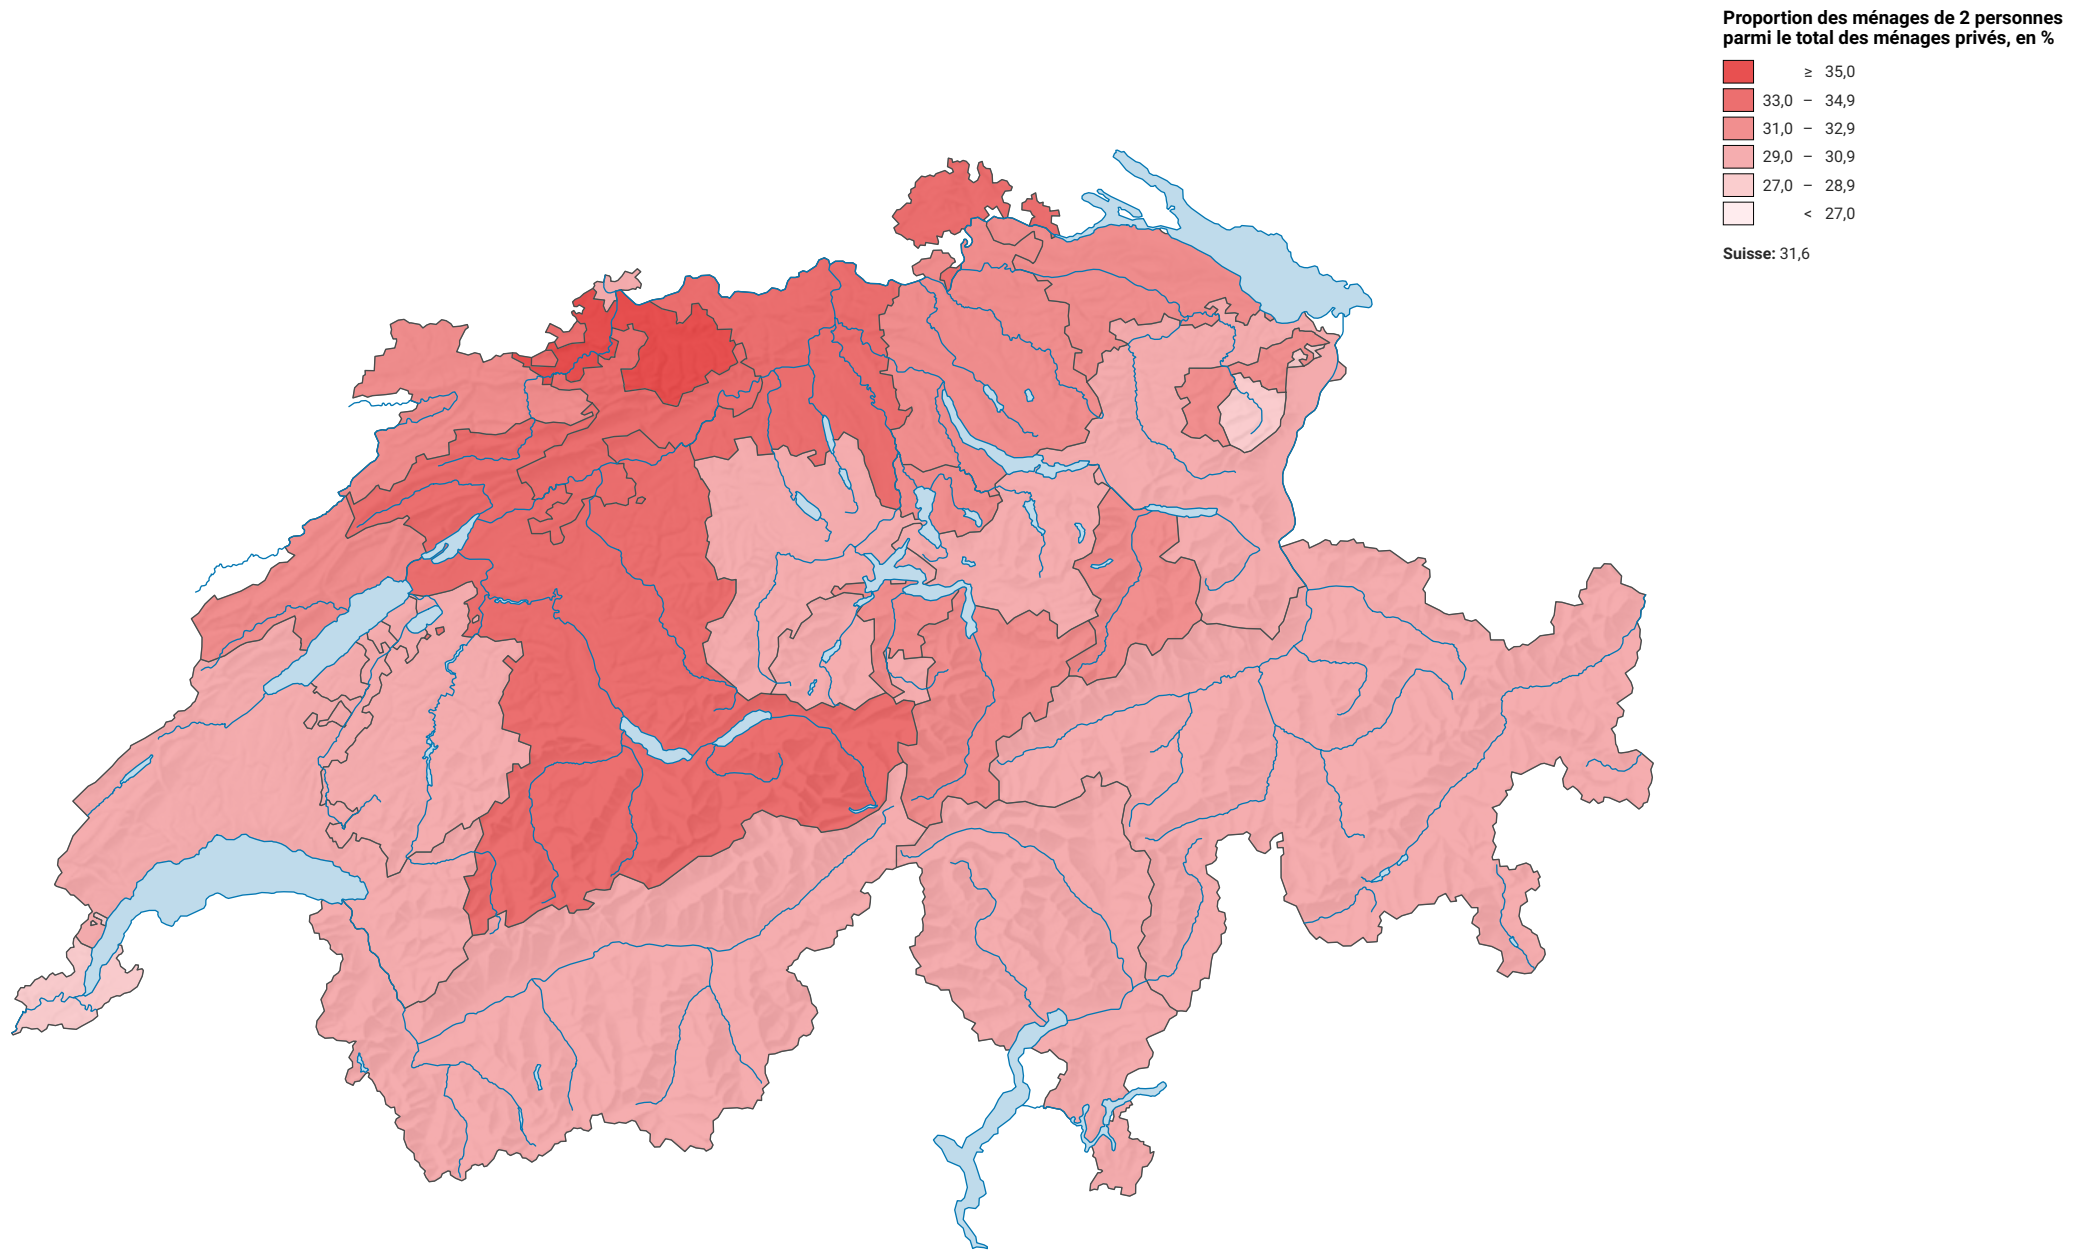 Proportion des ménages de 2 personnes
parmi le total des ménages privés, en %
≥ 35,0
33,0 – 34,9
31,0 – 32,9
29,0 – 30,9
27,0 – 28,9
< 27,0
Suisse: 31,6